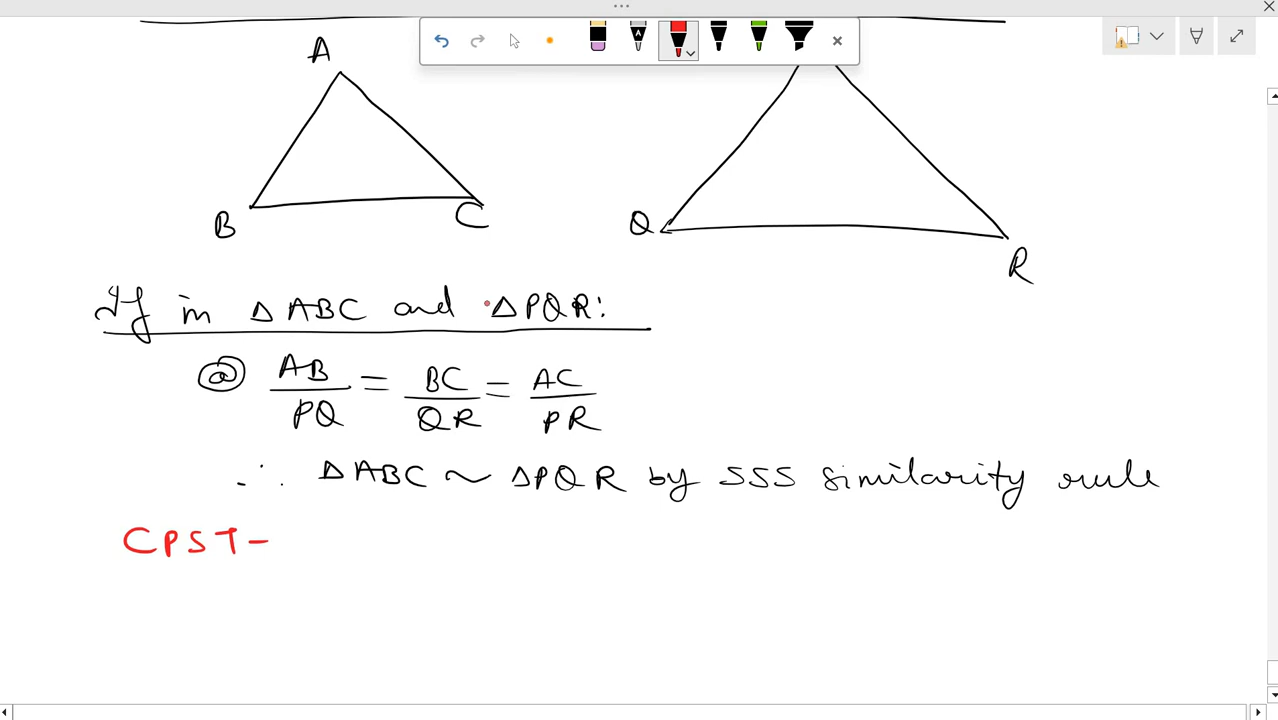 A
B
C
Q
R
If in △ABC and △PQR:
ⓐ AB/PQ = BC/QR = AC/PR
∴ △ABC ~ △PQR by SSS similarity rule
CPST-